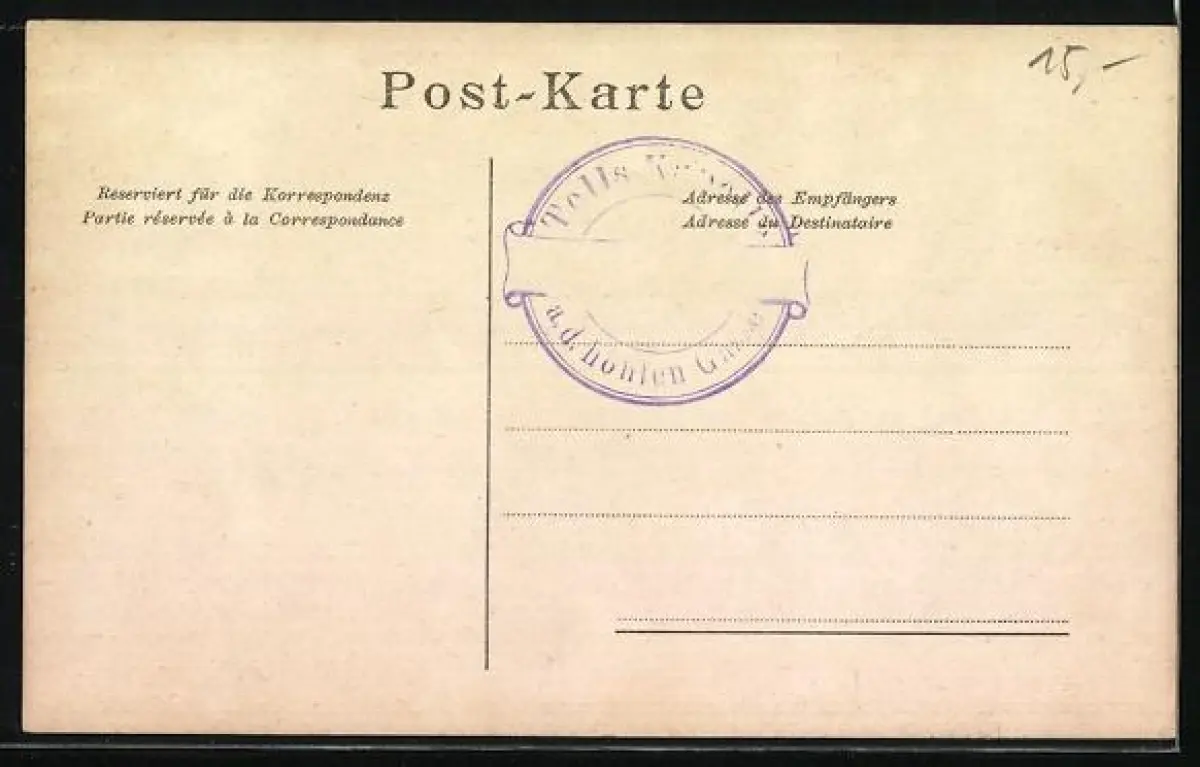 15,-
Post-Karte
Reserviert für die Korrespondenz
Partie réservée à la Correspondance
Adresse des Empfängers
Adresse du Destinataire
Tells
a.d. hohlen Gasse